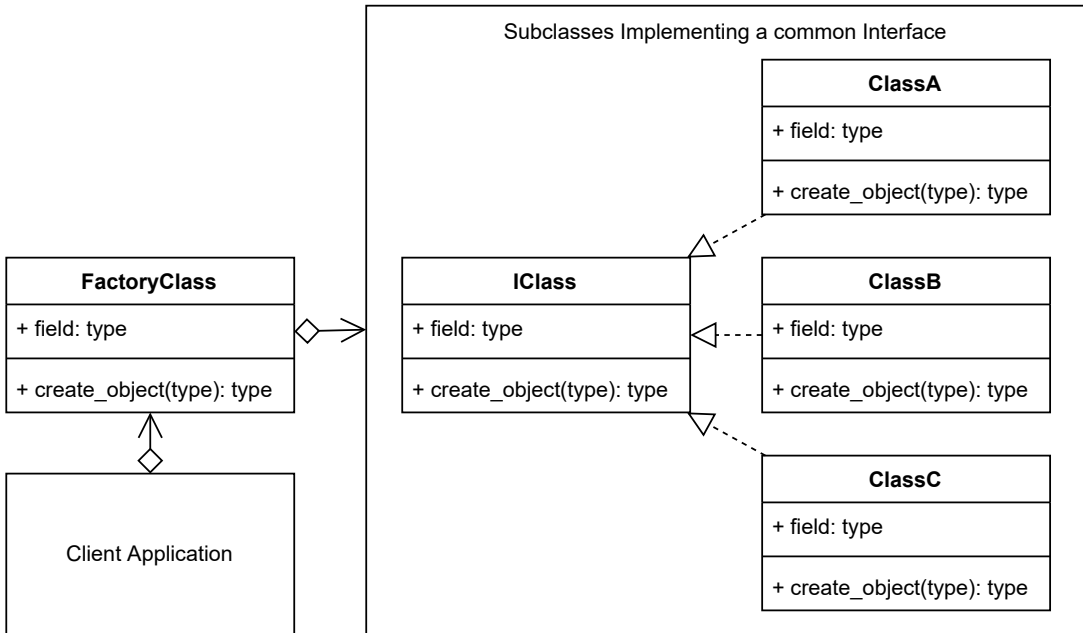 Subclasses Implementing a common Interface
ClassA
+ field: type
+ create_object(type): type
FactoryClass
+ field: type
+ create_object(type): type
IClass
+ field: type
+ create_object(type): type
ClassB
+ field: type
+ create_object(type): type
Client Application
ClassC
+ field: type
+ create_object(type): type